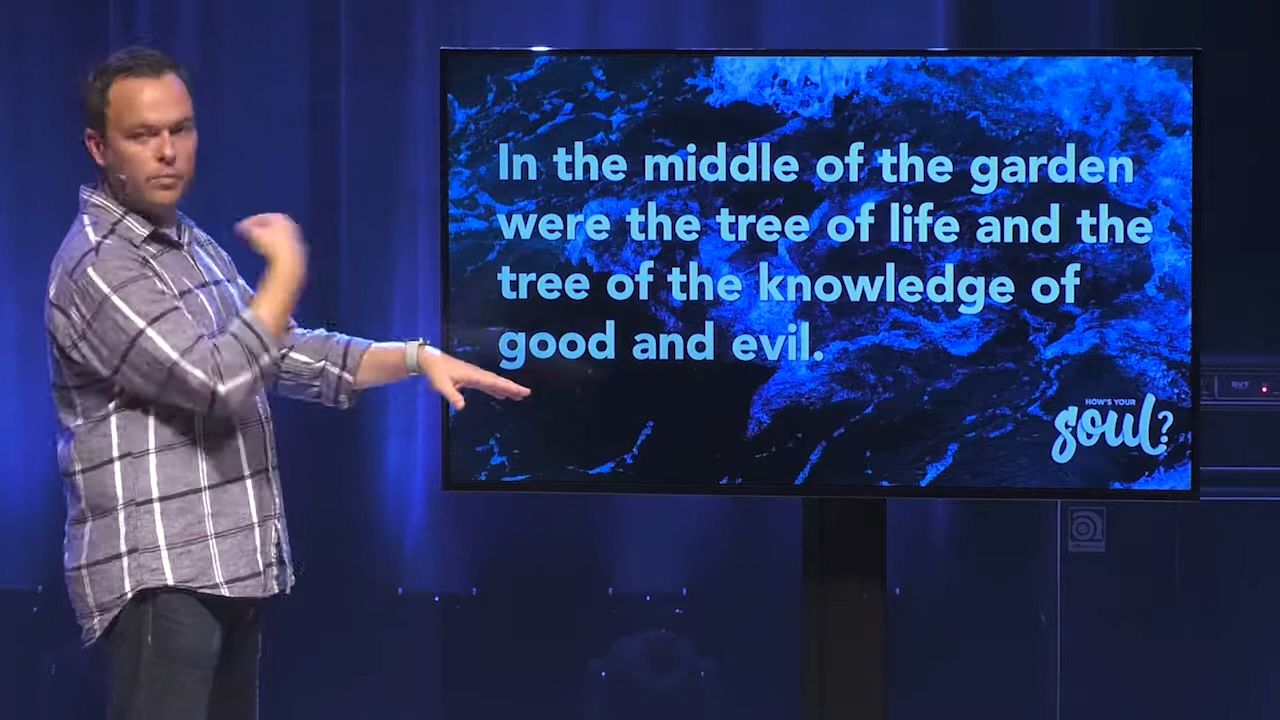 In the middle of the garden
were the tree of life and the
tree of the knowledge of
good and evil.
HOW'S YOUR
soul?
SVT